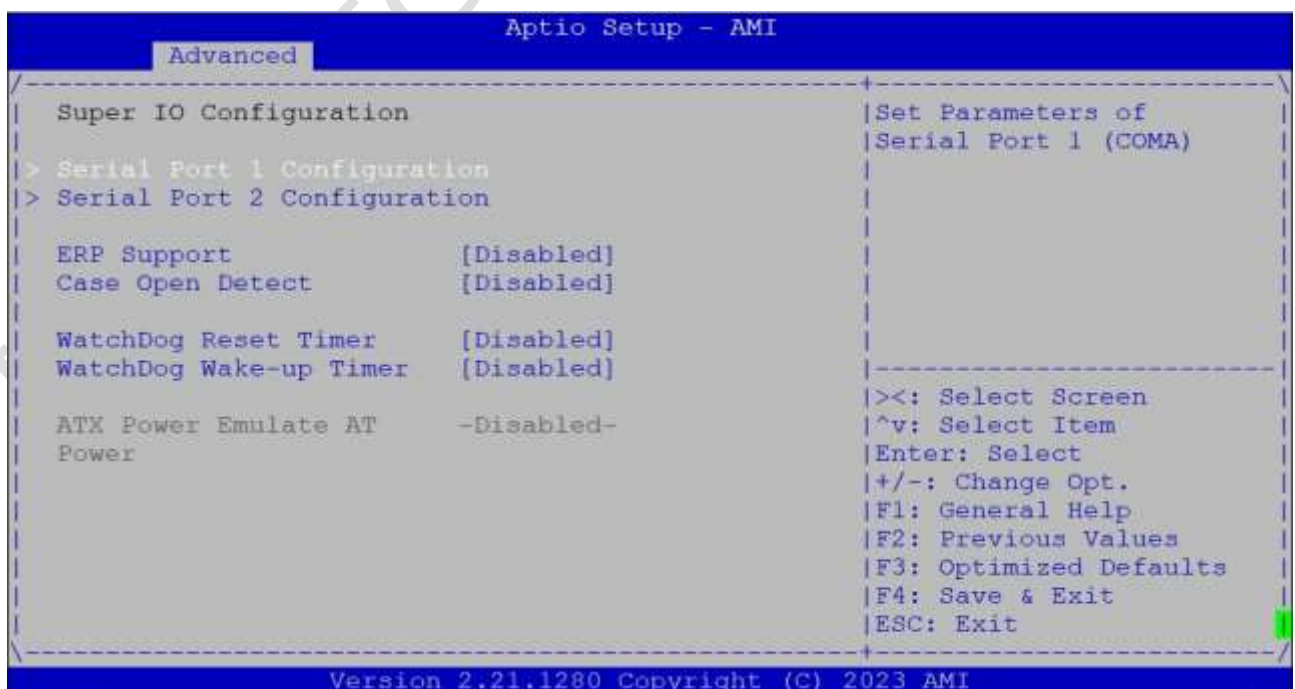 Aptio Setup - AMI
Advanced
Super IO Configuration
> Serial Port 1 Configuration
> Serial Port 2 Configuration
ERP Support [Disabled]
Case Open Detect [Disabled]
WatchDog Reset Timer [Disabled]
WatchDog Wake-up Timer [Disabled]
ATX Power Emulate AT -Disabled-
Power
Set Parameters of
Serial Port 1 (COMA)
><: Select Screen
^v: Select Item
Enter: Select
+/-: Change Opt.
F1: General Help
F2: Previous Values
F3: Optimized Defaults
F4: Save & Exit
ESC: Exit
Version 2.21.1280 Copyright (C) 2023 AMI